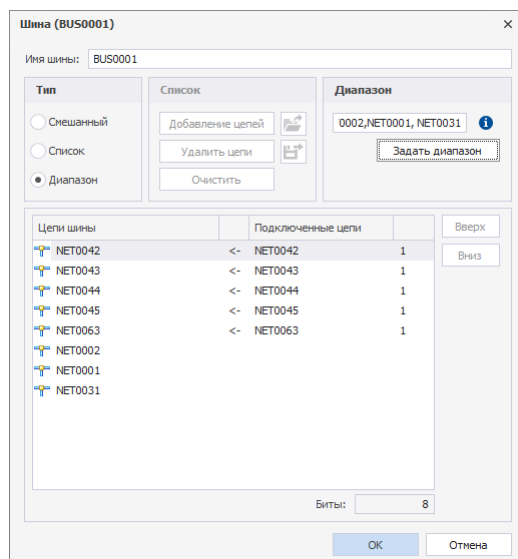 Шина (BUS0001)
Имя шины: BUS0001
Тип
Смешанный
Список
Диапазон
Список
Добавление цепей
Удалить цепи
Очистить
Диапазон
0002,NET0001, NET0031
Задать диапазон
Цепи шины Подключенные цепи
NET0042 <- NET0042 1
NET0043 <- NET0043 1
NET0044 <- NET0044 1
NET0045 <- NET0045 1
NET0063 <- NET0063 1
NET0002
NET0001
NET0031
Вверх
Вниз
Биты: 8
OK Отмена